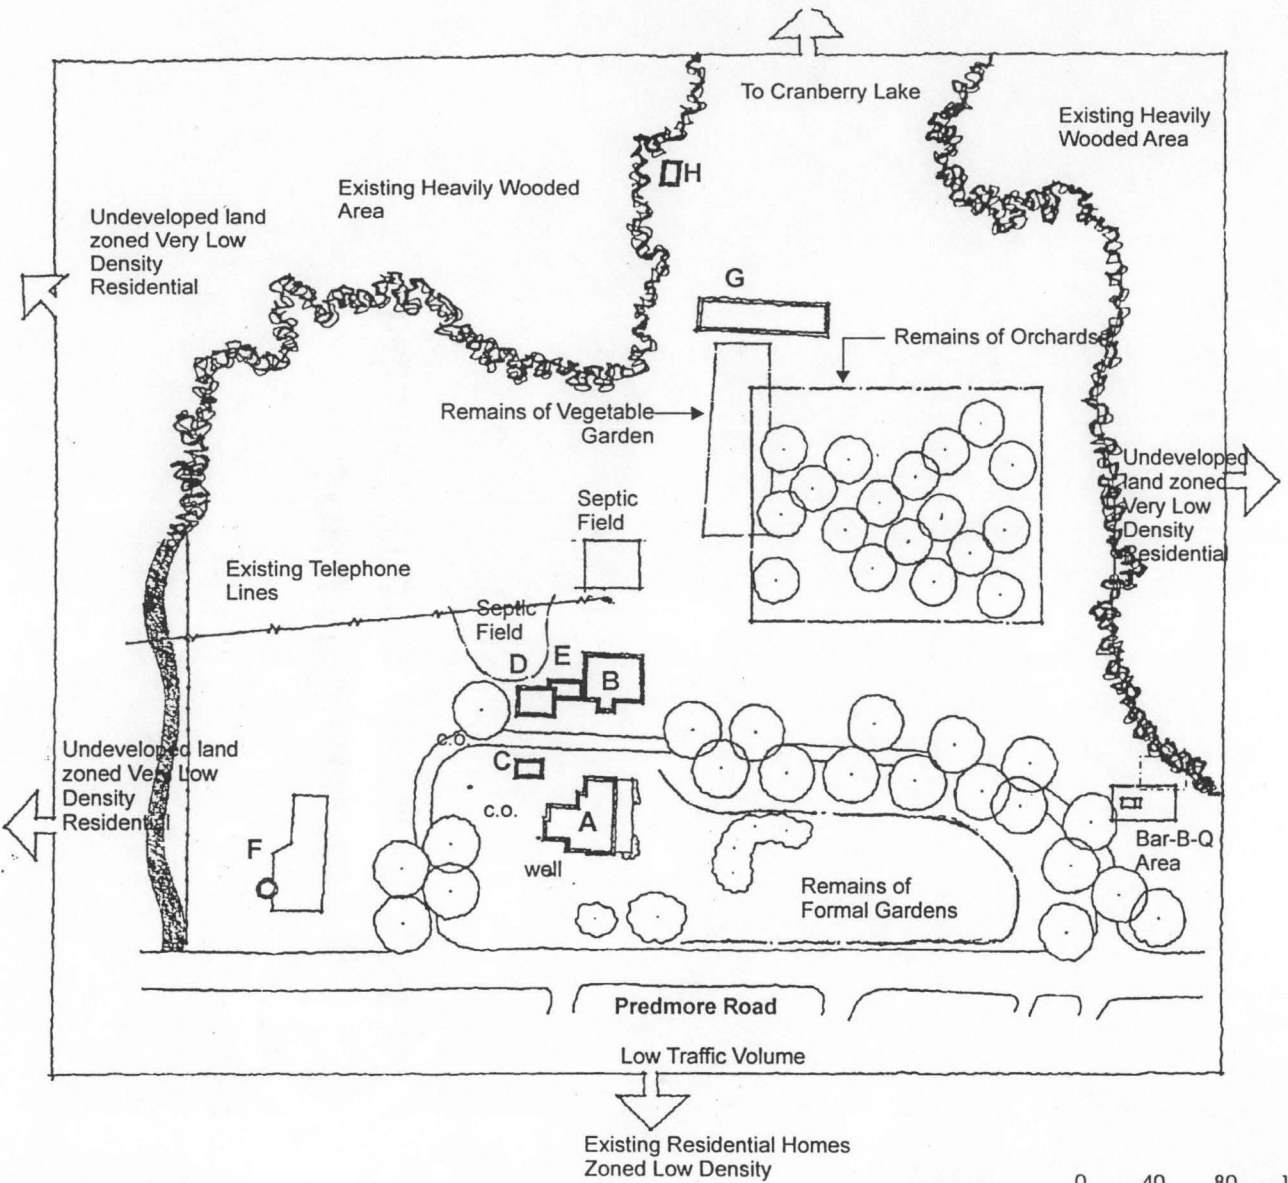 To Cranberry Lake
Existing Heavily
Wooded Area
H
Existing Heavily Wooded
Area
Undeveloped land
zoned Very Low
Density
Residential
G
Remains of Orchards
Remains of Vegetable
Garden
Undeveloped
land zoned
Very Low
Density
Residential
Septic
Field
Existing Telephone
Lines
Septic
Field
D
E
B
c.o.
Undeveloped land
zoned Very Low
Density
Residential
C
c.o.
A
F
well
Bar-B-Q
Area
Remains of
Formal Gardens
Predmore Road
Low Traffic Volume
Existing Residential Homes
Zoned Low Density
0 40 80